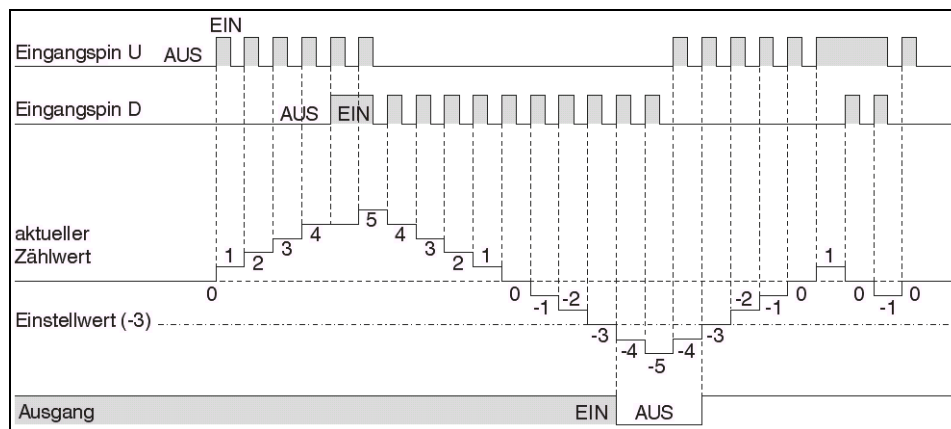 EIN
Eingangspin U AUS
Eingangspin D AUS EIN
aktueller
Zählwert
0 1 2 3 4 5 4 3 2 1 0 -1 -2 -3 -4 -5 -4 -3 -2 -1 0 1 0 -1 0
Einstellwert (-3)
Ausgang EIN AUS